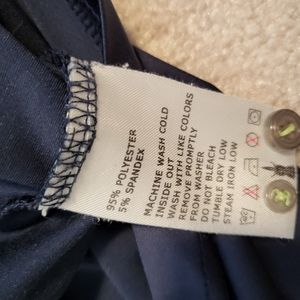 95% POLYESTER
5% SPANDEX
MACHINE WASH COLD
INSIDE OUT
WASH WITH LIKE COLORS
REMOVE PROMPTLY
FROM WASHER
DO NOT BLEACH
TUMBLE DRY LOW
STEAM IRON LOW